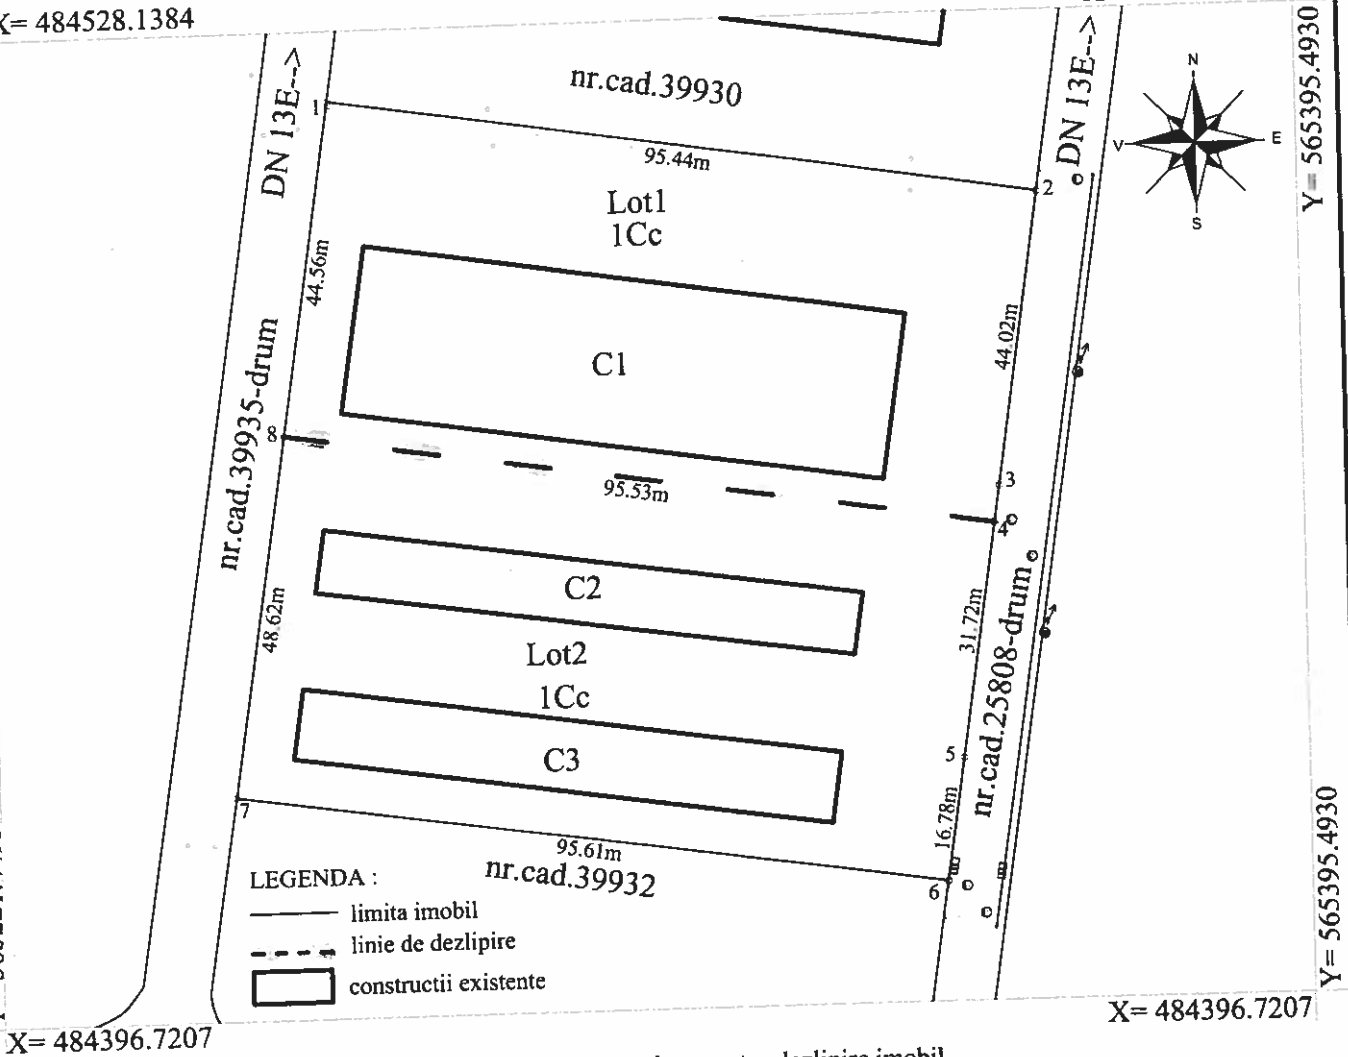 X= 484528.1384
DN 13E-->
DN 13E-->
Y= 565395.4930
nr.cad.39930
N
V
E
S
1
95.44m
2
Lot1
1Cc
44.56m
44.02m
C1
nr.cad.39935-drum
8
95.53m
3
4
C2
48.62m
31.72m
nr.cad.25808-drum
Lot2
1Cc
C3
5
16.78m
7
95.61m
6
nr.cad.39932
LEGENDA :
limita imobil
linie de dezlipire
constructii existente
Y= 565395.4930
X= 484396.7207
X= 484396.7207
dezlipire imobil